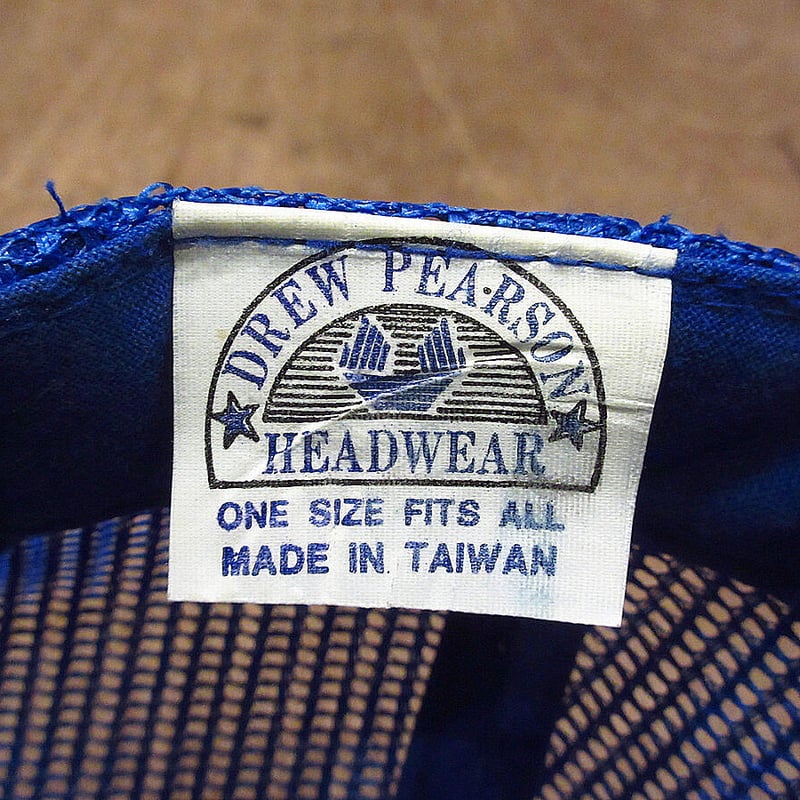 DREW PEARSON
HEADWEAR
ONE SIZE FITS ALL
MADE IN TAIWAN